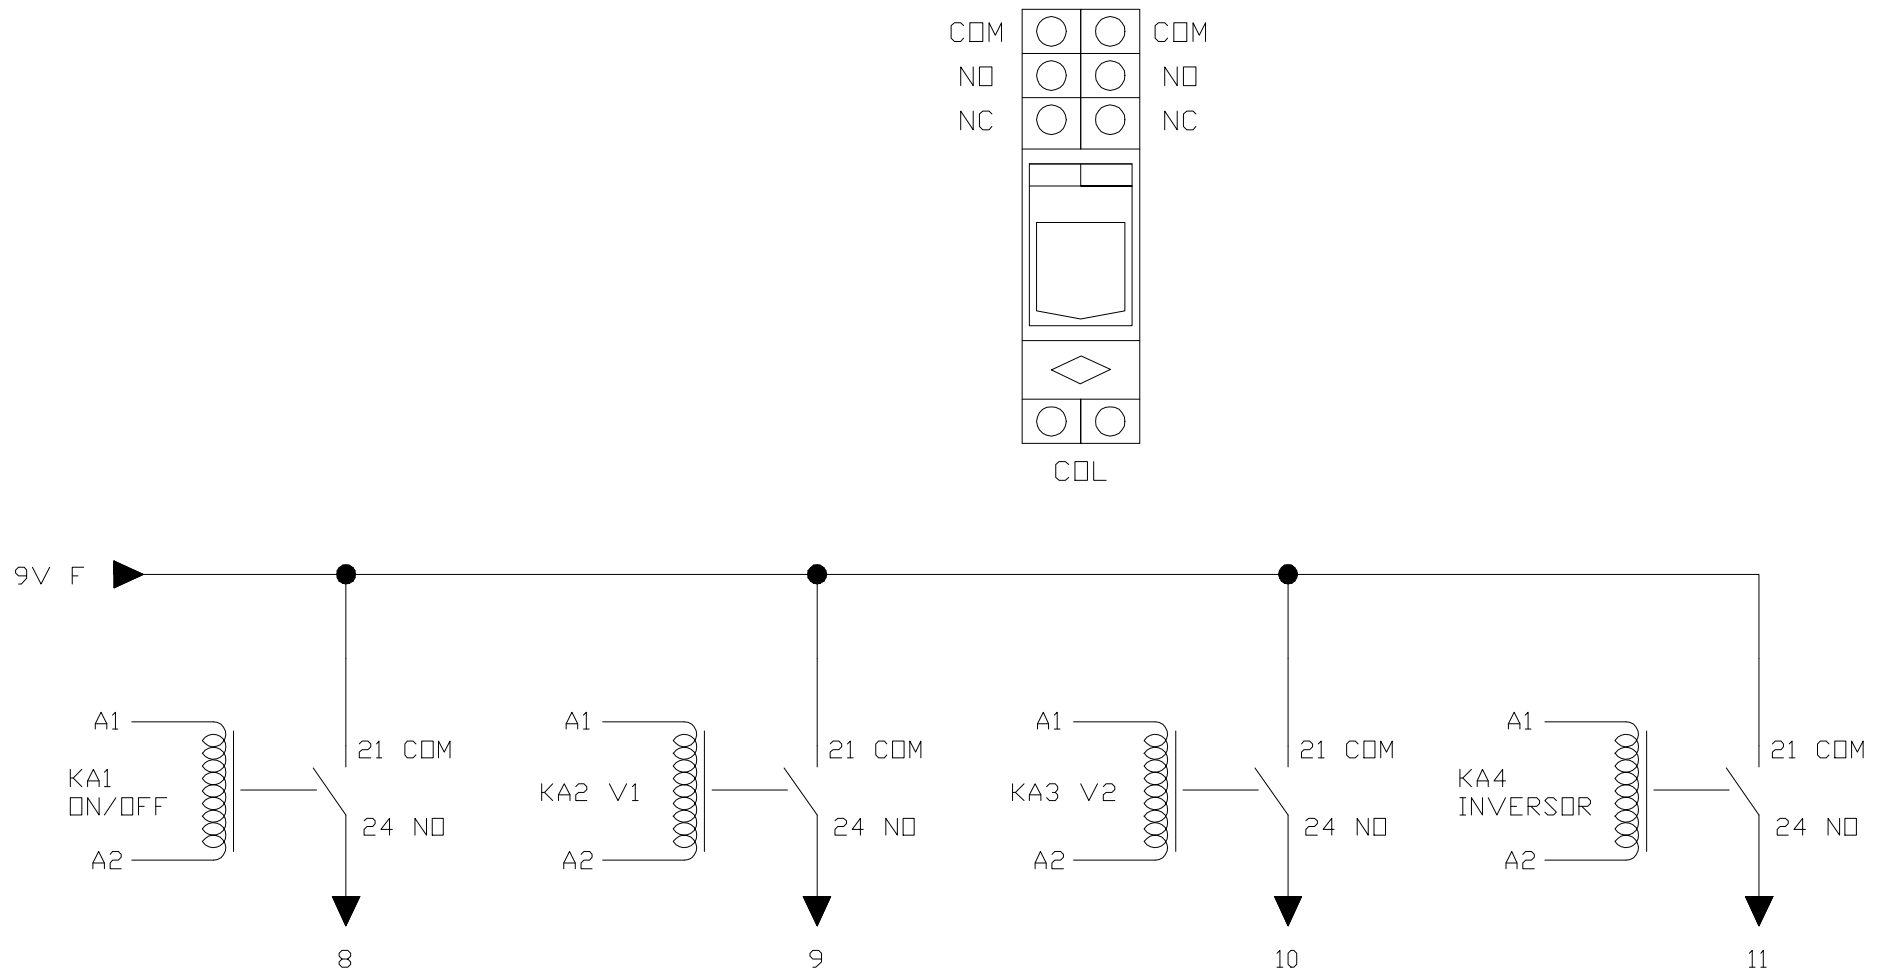 COM COM
NO NO
NC NC
COL
9V F
A1 A1 A1 A1
21 COM 21 COM 21 COM 21 COM
KA1
ON/OFF
KA2 V1
KA3 V2
KA4
INVERSOR
24 NO 24 NO 24 NO 24 NO
A2 A2 A2 A2
8 9 10 11